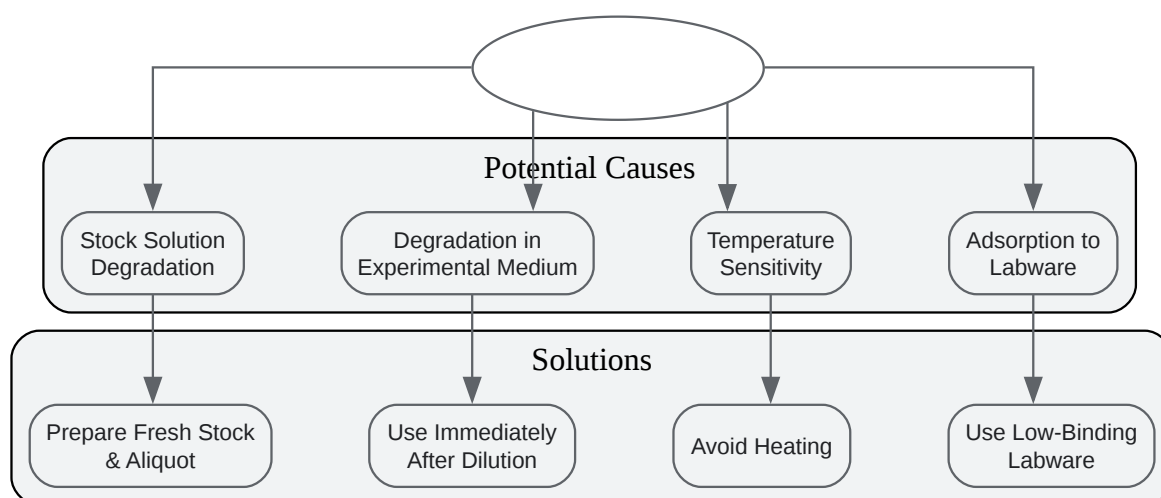 Potential Causes
Stock Solution
Degradation
Degradation in
Experimental Medium
Temperature
Sensitivity
Adsorption to
Labware
Solutions
Prepare Fresh Stock
& Aliquot
Use Immediately
After Dilution
Avoid Heating
Use Low-Binding
Labware